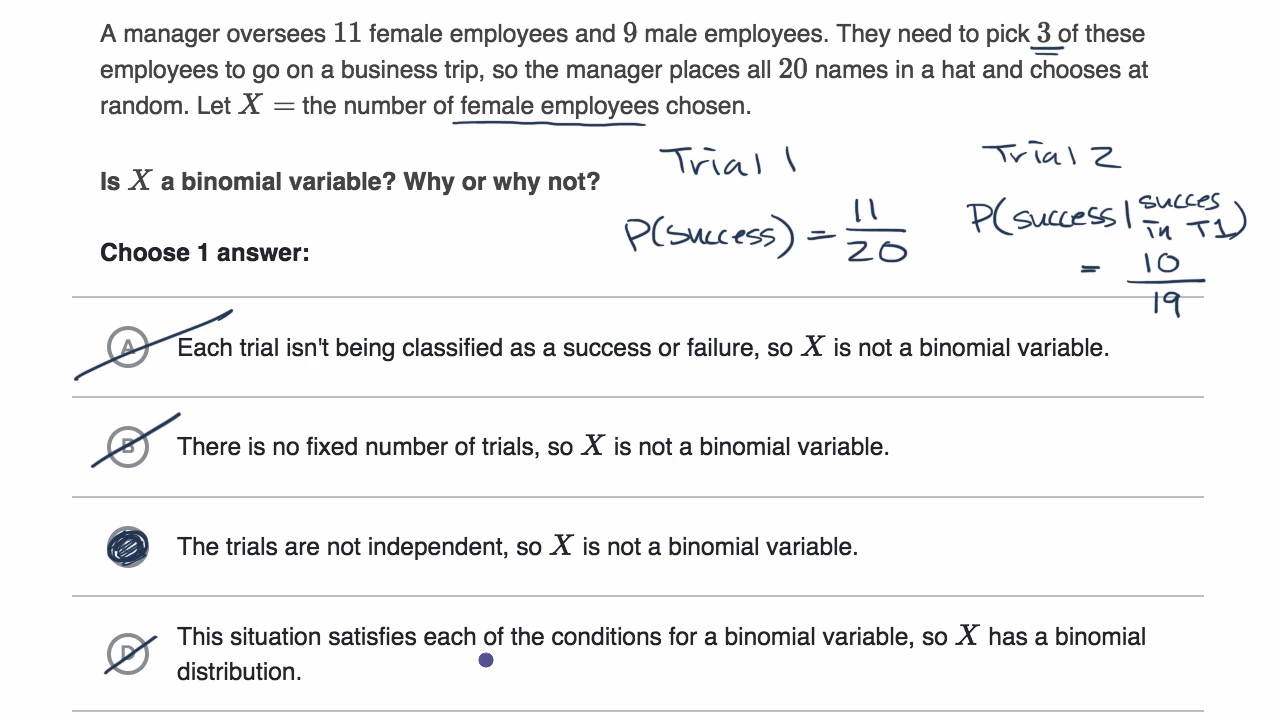 A manager oversees 11 female employees and 9 male employees. They need to pick 3 of these
employees to go on a business trip, so the manager places all 20 names in a hat and chooses at
random. Let X = the number of female employees chosen.
Trial 1
Trial 2
Is X a binomial variable? Why or why not?
P(success) = 11/20
P(success | succes in T1)
= 10/19
Choose 1 answer:
A Each trial isn't being classified as a success or failure, so X is not a binomial variable.
B There is no fixed number of trials, so X is not a binomial variable.
The trials are not independent, so X is not a binomial variable.
D This situation satisfies each of the conditions for a binomial variable, so X has a binomial
distribution.